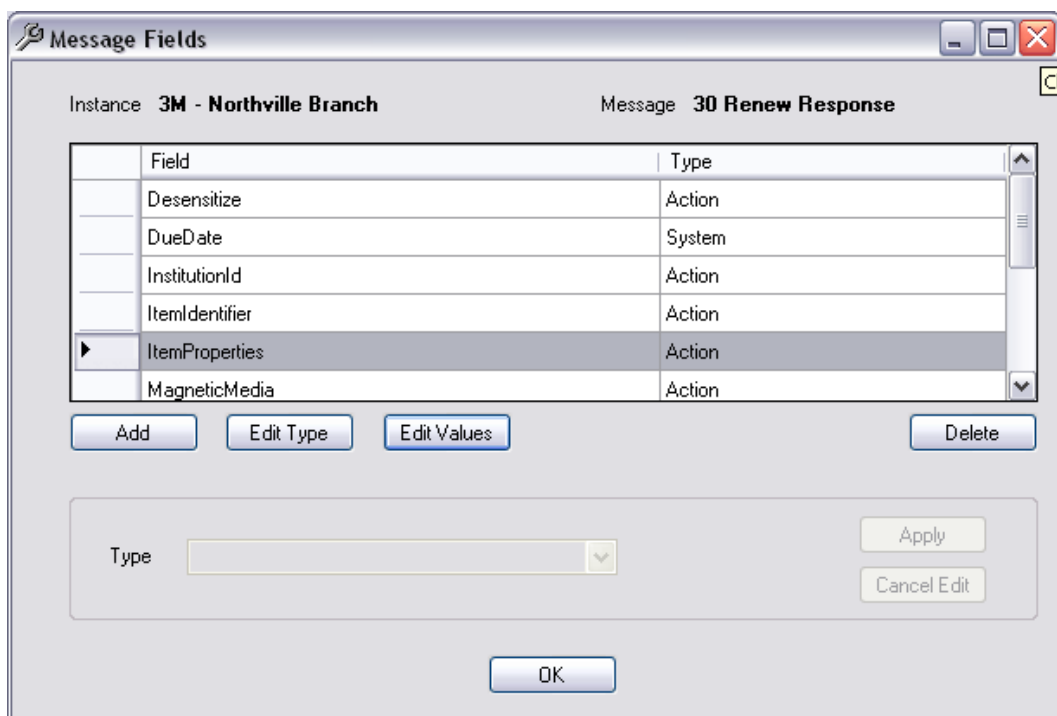 Message Fields
C
Instance 3M - Northville Branch Message 30 Renew Response
Field Type
Desensitize Action
DueDate System
InstitutionId Action
ItemIdentifier Action
ItemProperties Action
MagneticMedia Action
Add Edit Type Edit Values Delete
Type Apply
Cancel Edit
OK